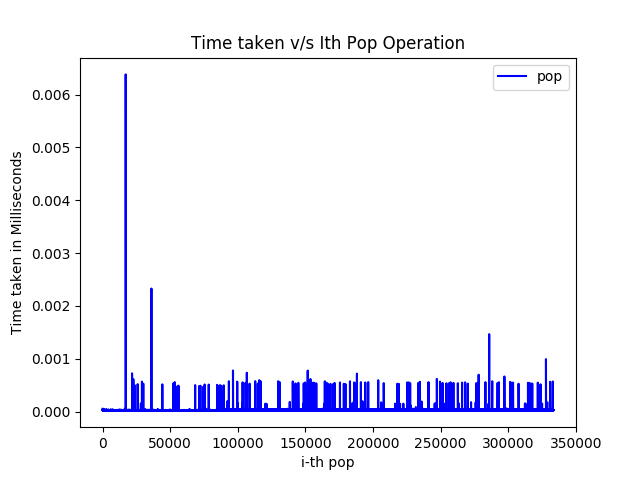 Time taken v/s Ith Pop Operation
pop
0.006
0.005
0.004
0.003
0.002
0.001
0.000
Time taken in Milliseconds
0 50000 100000 150000 200000 250000 300000 350000
i-th pop